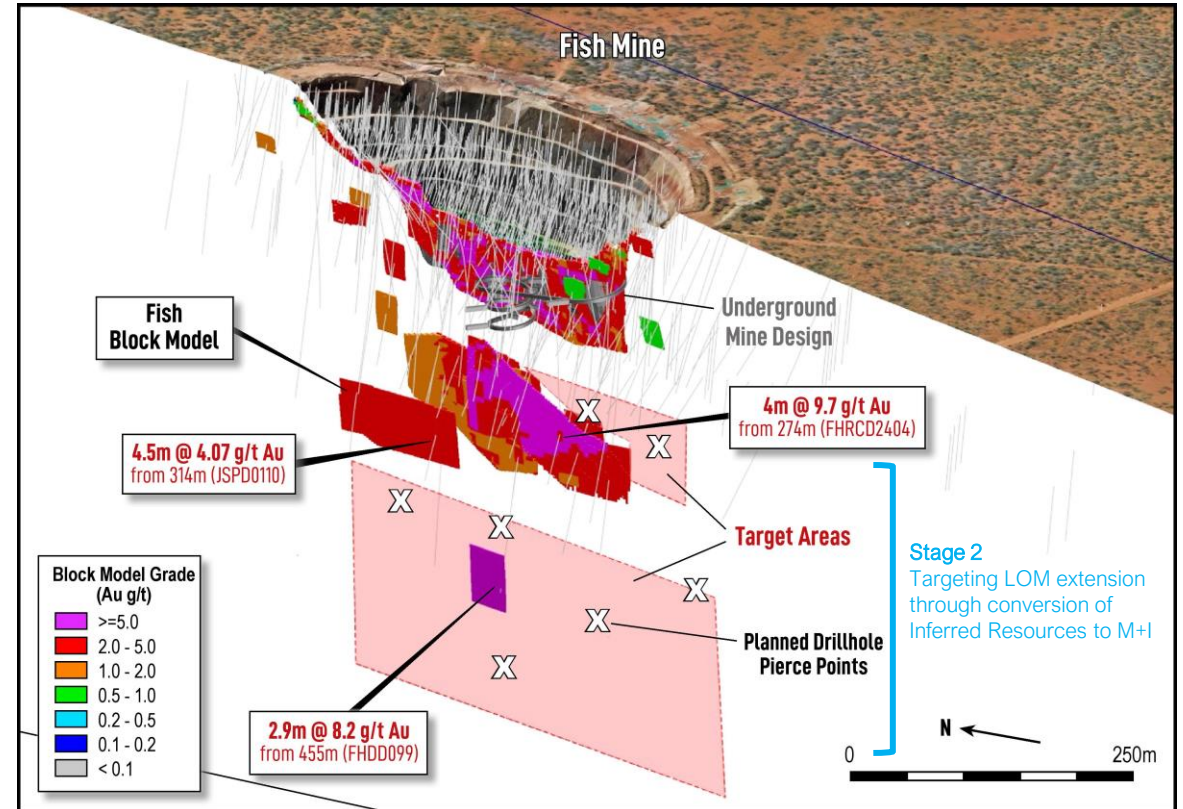 Fish Mine
Underground
Mine Design
Fish
Block Model
4m @ 9.7 g/t Au
from 274m (FHRCD2404)
4.5m @ 4.07 g/t Au
from 314m (JSPD0110)
X
X
X
X
X
X
X
Target Areas
Stage 2
Targeting LOM extension
through conversion of
Inferred Resources to M+I
Planned Drillhole
Pierce Points
2.9m @ 8.2 g/t Au
from 455m (FHDD099)
Block Model Grade
(Au g/t)
>=5.0
2.0 - 5.0
1.0 - 2.0
0.5 - 1.0
0.2 - 0.5
0.1 - 0.2
< 0.1
N
0 250m